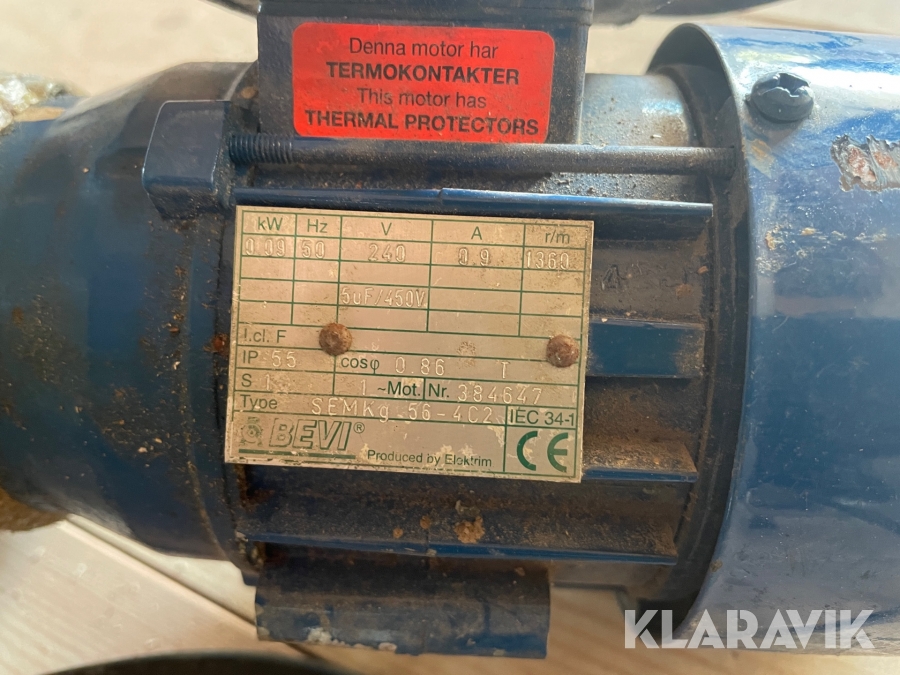 Denna motor har
TERMOKONTAKTER
This motor has
THERMAL PROTECTORS
kW Hz V A r/m
0.09 50 240 0.9 1360
5uF/450V
I.cl. F
IP 55 cosφ 0.86 T
S 1 1 ~Mot. Nr. 384647
Type SEMKg 56-4C2 IEC 34-1
BEVI®
Produced by Elektrim
CE
4
KLARAVIK